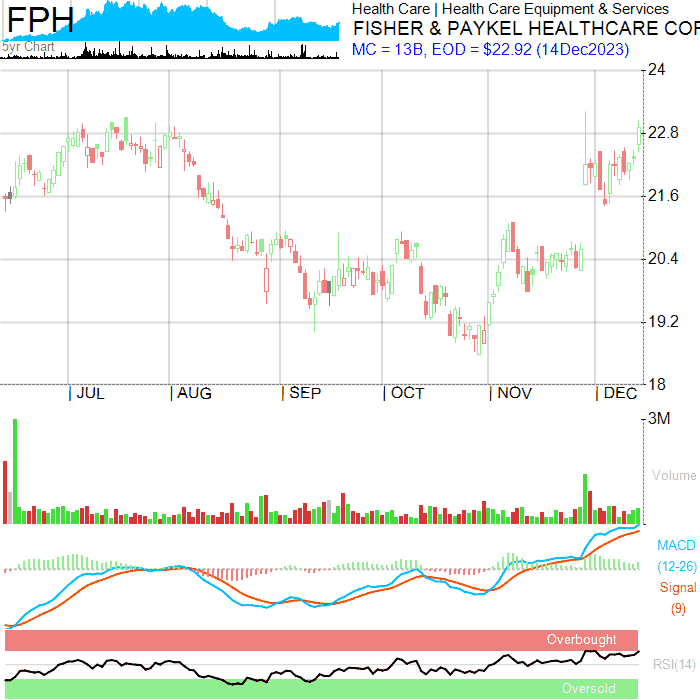 FPH
5yr Chart
Health Care | Health Care Equipment & Services
FISHER & PAYKEL HEALTHCARE COR
MC = 13B, EOD = $22.92 (14Dec2023)
24
22.8
21.6
20.4
19.2
18
JUL
AUG
SEP
OCT
NOV
DEC
3M
Volume
MACD
(12-26)
Signal
(9)
Overbought
RSI(14)
Oversold